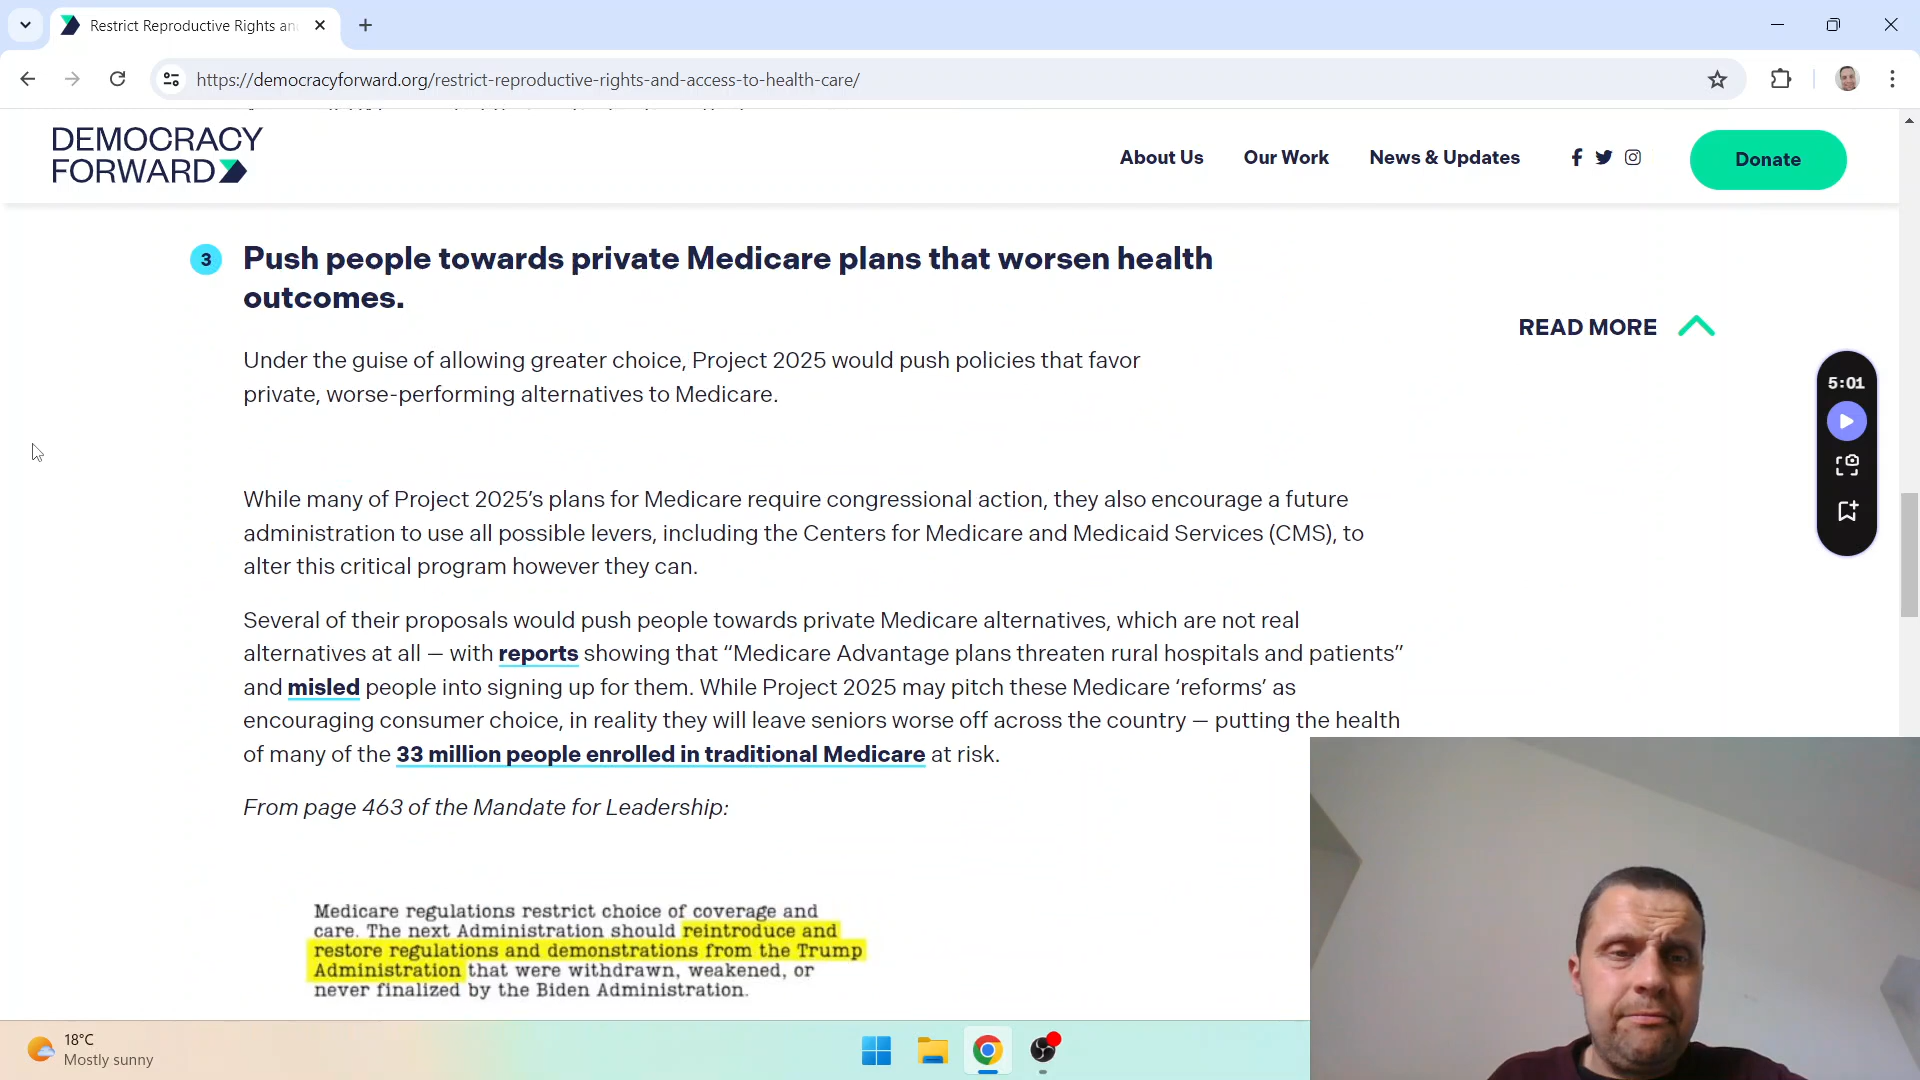 Restrict Reproductive Rights an
https://democracyforward.org/restrict-reproductive-rights-and-access-to-health-care/
DEMOCRACY
FORWARD
About Us
Our Work
News & Updates
Donate
3
Push people towards private Medicare plans that worsen health
outcomes.
READ MORE
Under the guise of allowing greater choice, Project 2025 would push policies that favor
private, worse-performing alternatives to Medicare.
5:01
While many of Project 2025’s plans for Medicare require congressional action, they also encourage a future
administration to use all possible levers, including the Centers for Medicare and Medicaid Services (CMS), to
alter this critical program however they can.
Several of their proposals would push people towards private Medicare alternatives, which are not real
alternatives at all — with reports showing that “Medicare Advantage plans threaten rural hospitals and patients”
and misled people into signing up for them. While Project 2025 may pitch these Medicare ‘reforms’ as
encouraging consumer choice, in reality they will leave seniors worse off across the country — putting the health
of many of the 33 million people enrolled in traditional Medicare at risk.
From page 463 of the Mandate for Leadership:
Medicare regulations restrict choice of coverage and
care. The next Administration should reintroduce and
restore regulations and demonstrations from the Trump
Administration that were withdrawn, weakened, or
never finalized by the Biden Administration.
18°C
Mostly sunny